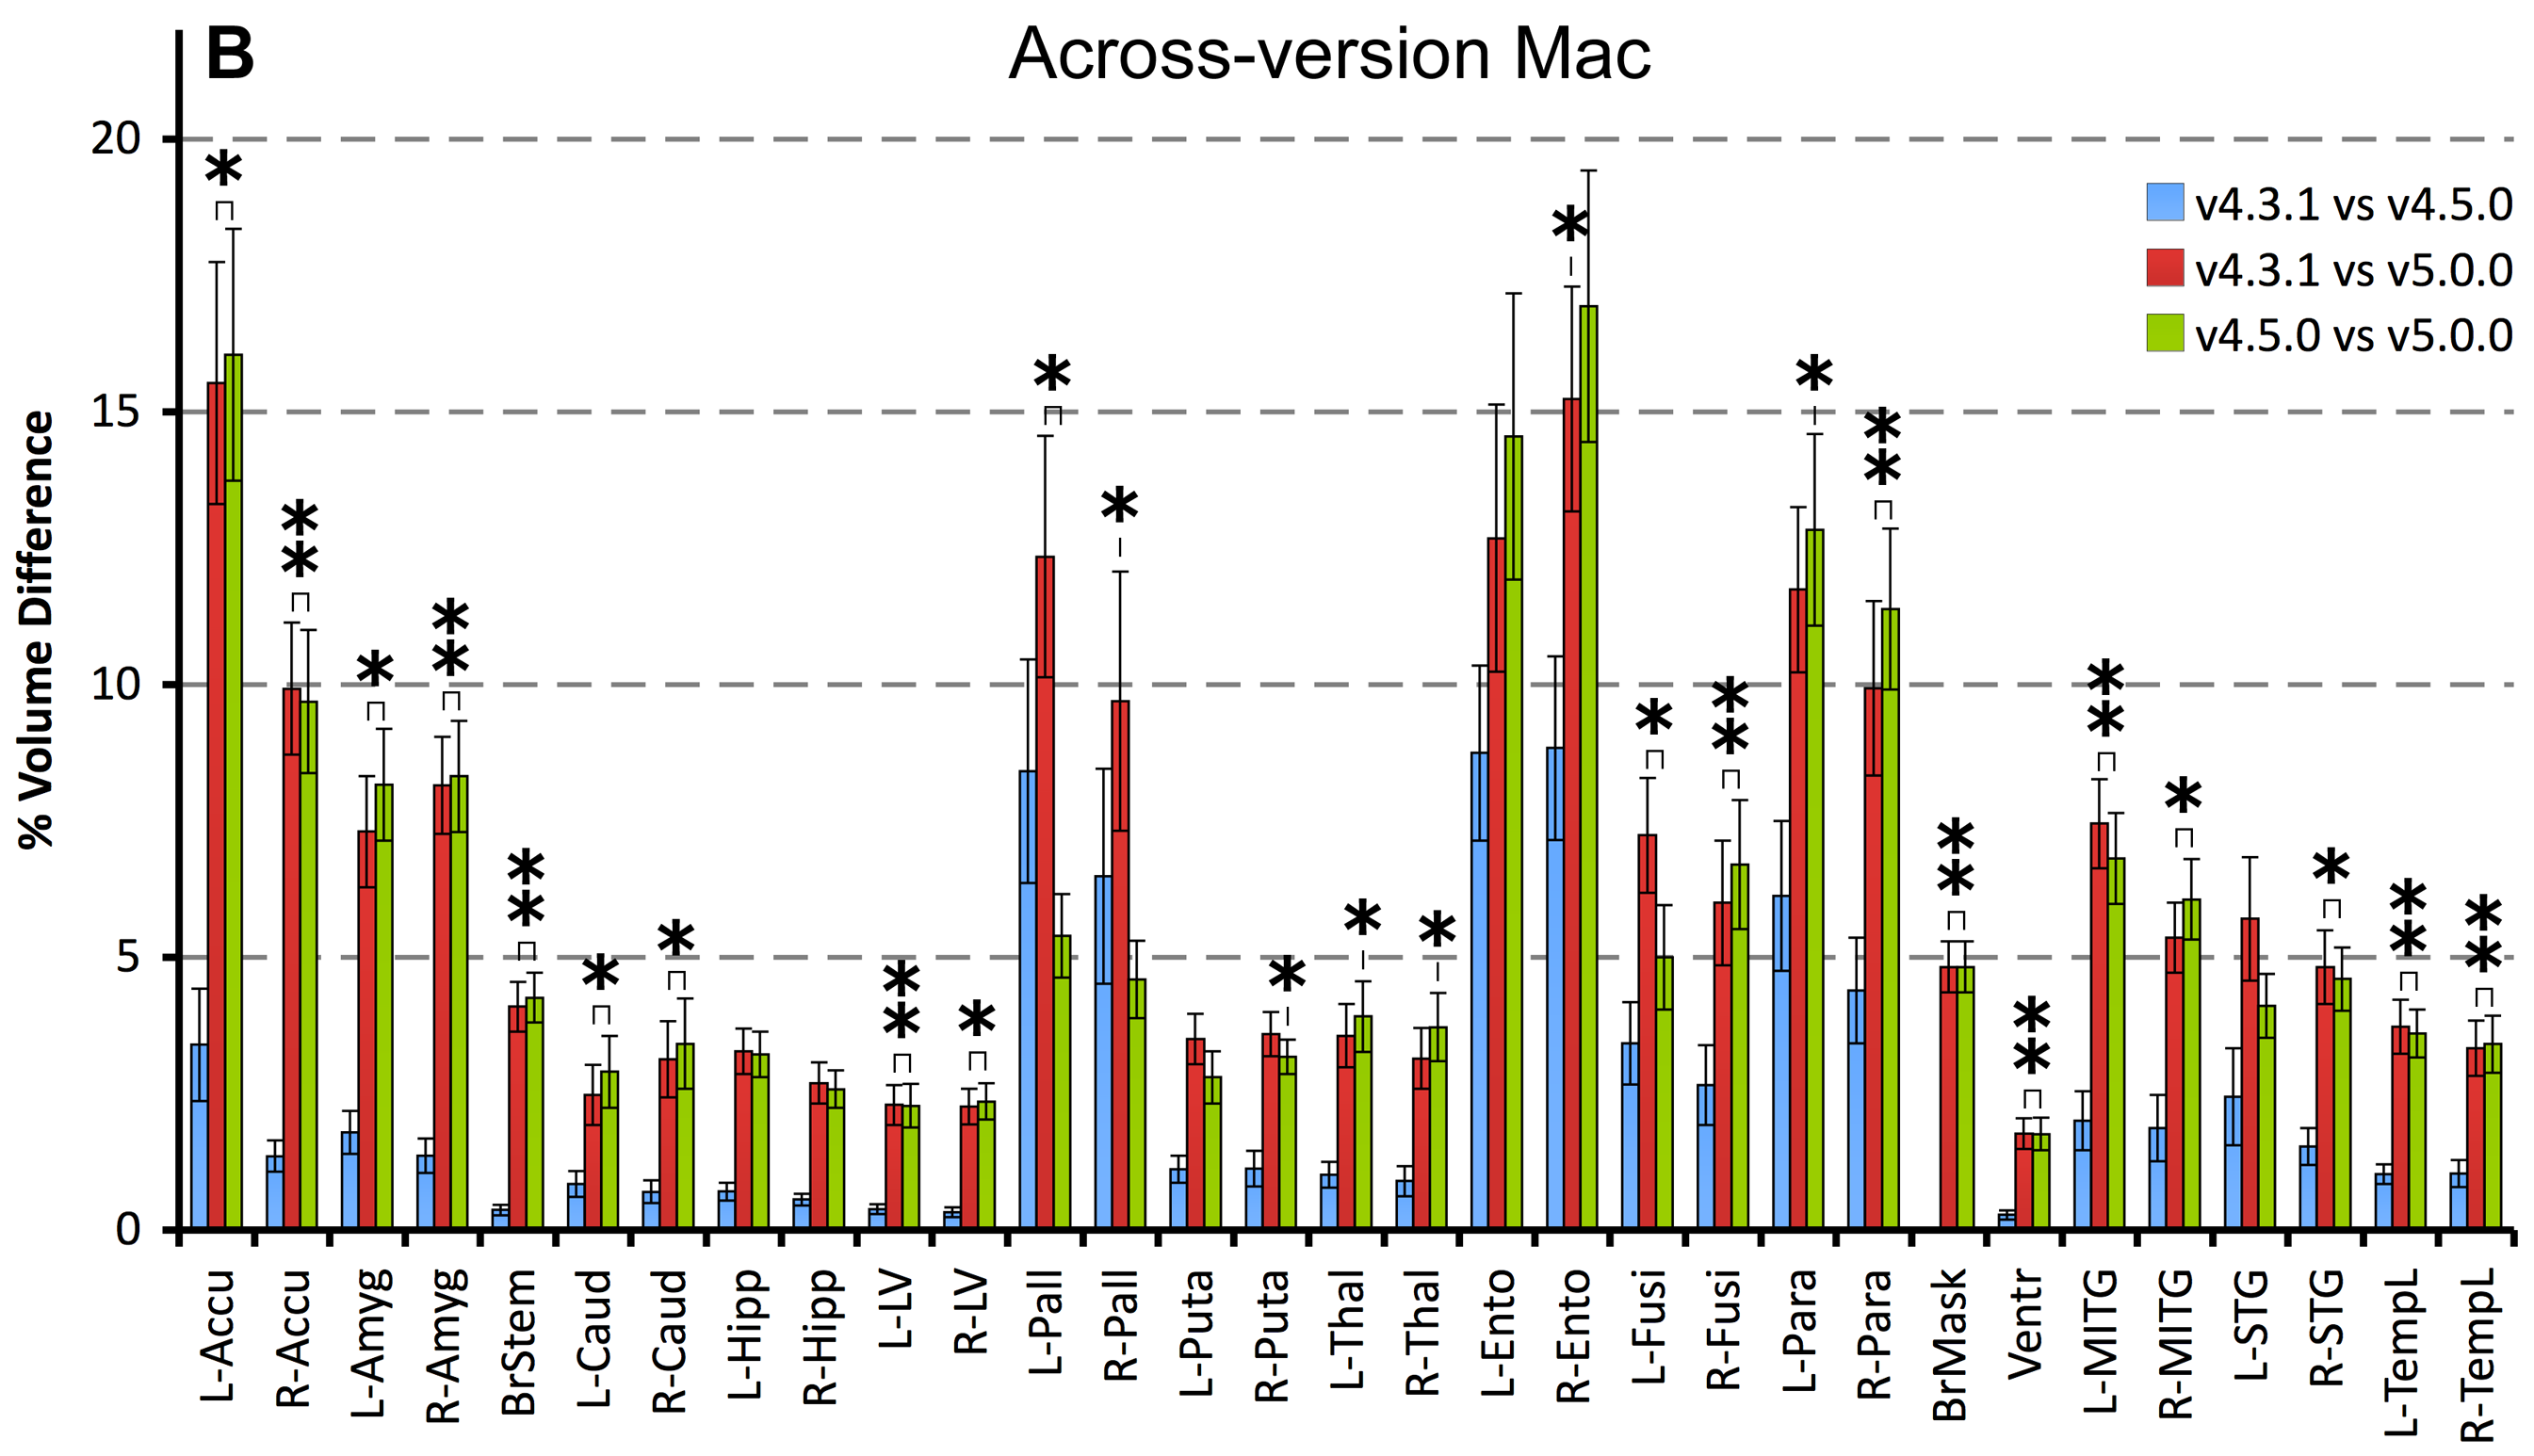 B
Across-version Mac
v4.3.1 vs v4.5.0
v4.3.1 vs v5.0.0
v4.5.0 vs v5.0.0
% Volume Difference
20
15
10
5
0
L-Accu
R-Accu
L-Amyg
R-Amyg
BrStem
L-Caud
R-Caud
L-Hipp
R-Hipp
L-LV
R-LV
L-Pall
R-Pall
L-Puta
R-Puta
L-Thal
R-Thal
L-Ento
R-Ento
L-Fusi
R-Fusi
L-Para
R-Para
BrMask
Ventr
L-MITG
R-MITG
L-STG
R-STG
L-TempL
R-TempL